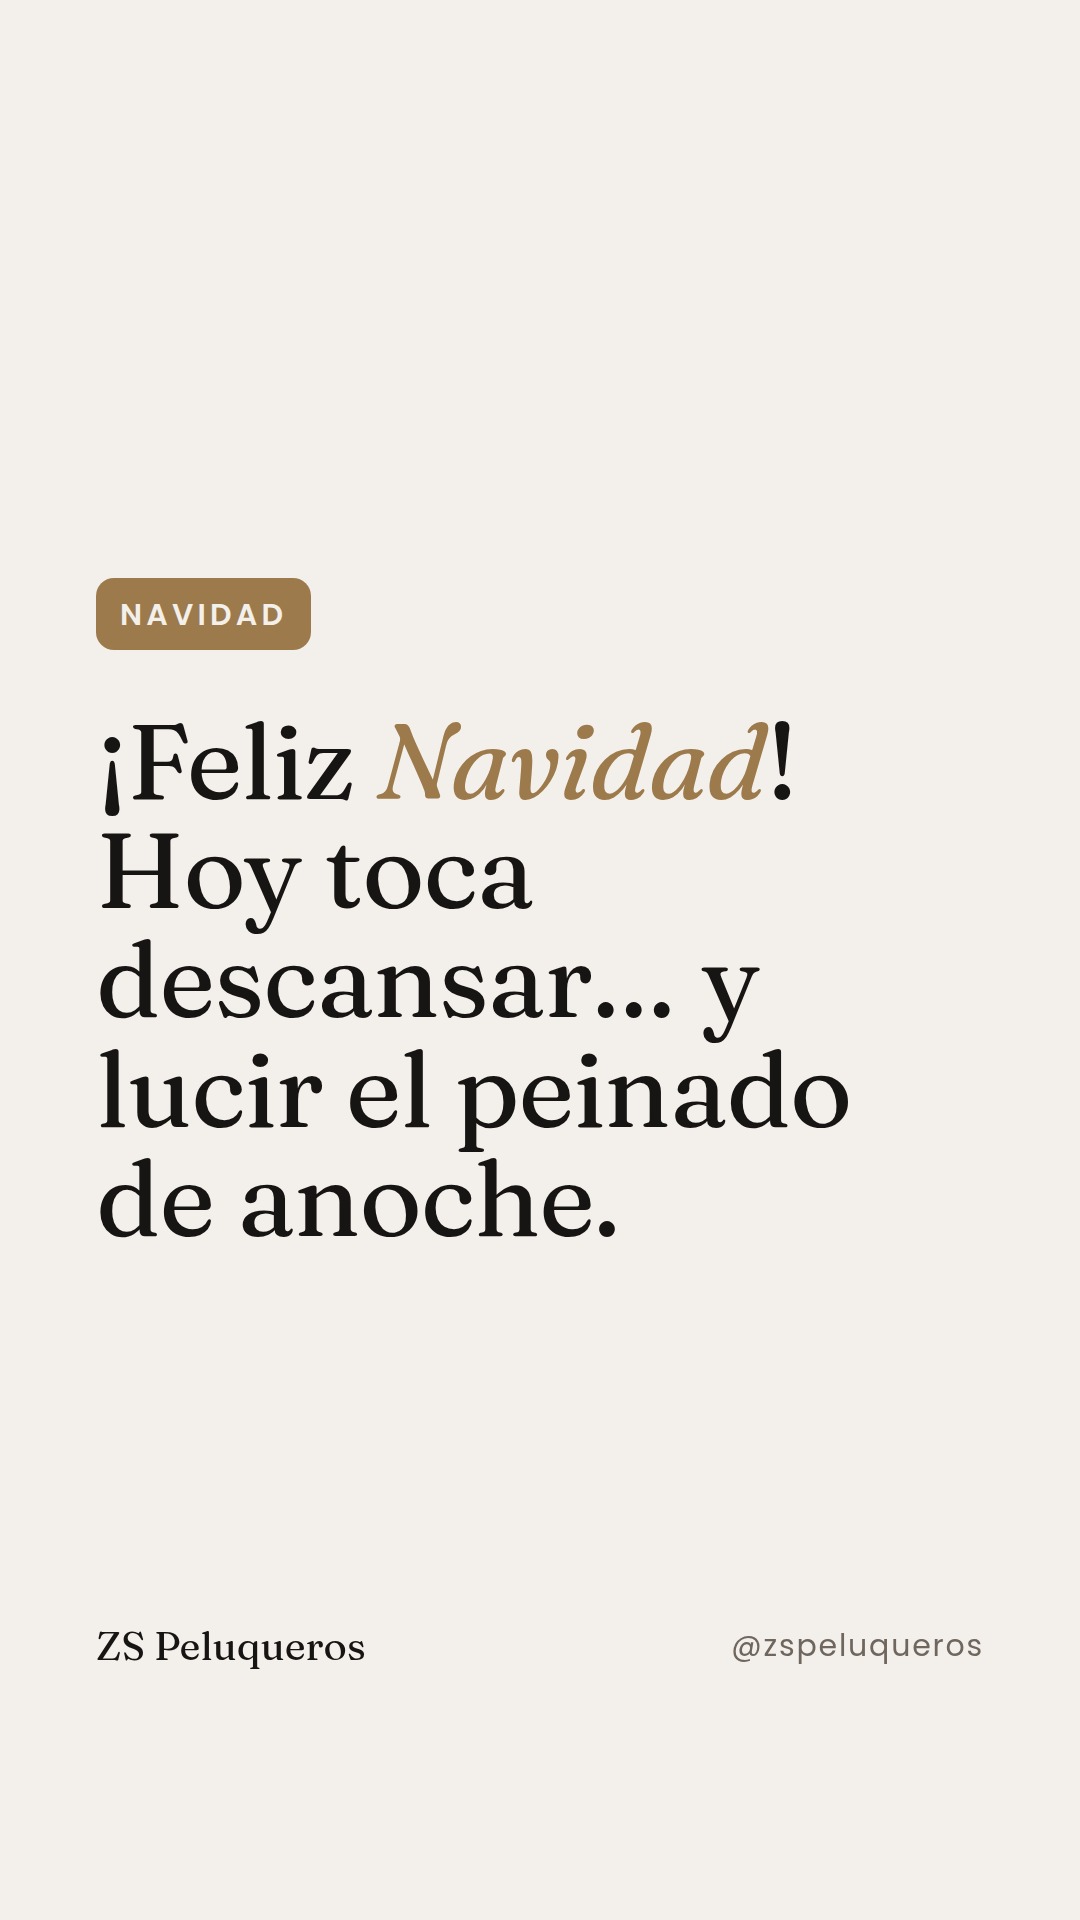 NAVIDAD
¡Feliz Navidad!
Hoy toca
descansar... y
lucir el peinado
de anoche.
ZS Peluqueros
@zspeluqueros